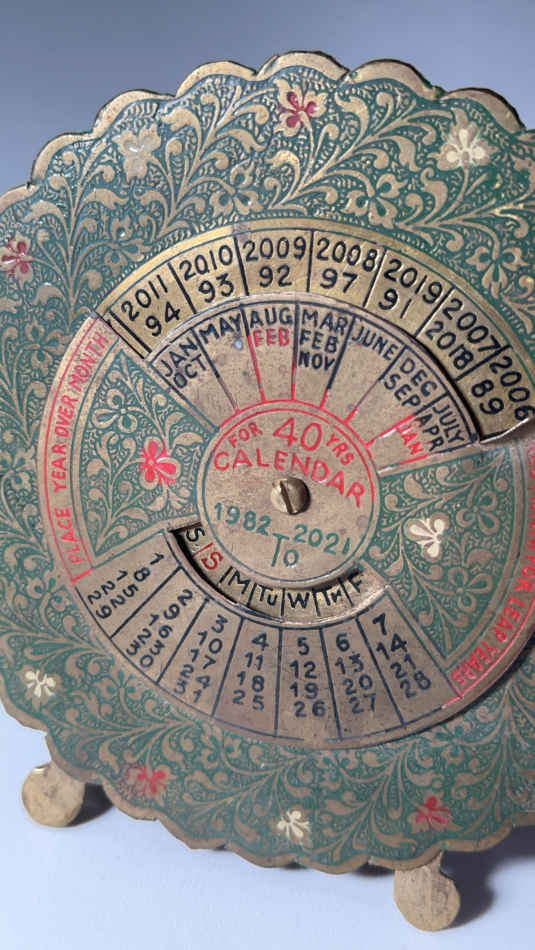 2011 2010 2009 2008 2019 2007 2006
94 93 92 97 91 2018 89
JAN MAY AUG MAR JUNE DEC JULY
OCT FEB FEB SEP APR
NOV JAN
PLACE YEAR OVER MONTH
FOR 40 YRS
CALENDAR
1982 2021
To
FOR LEAP YEARS
S S M Tu W Th F
1 2 3 4 5 6 7
8 9 10 11 12 13 14
15 16 17 18 19 20 21
22 23 24 25 26 27 28
29 30 31